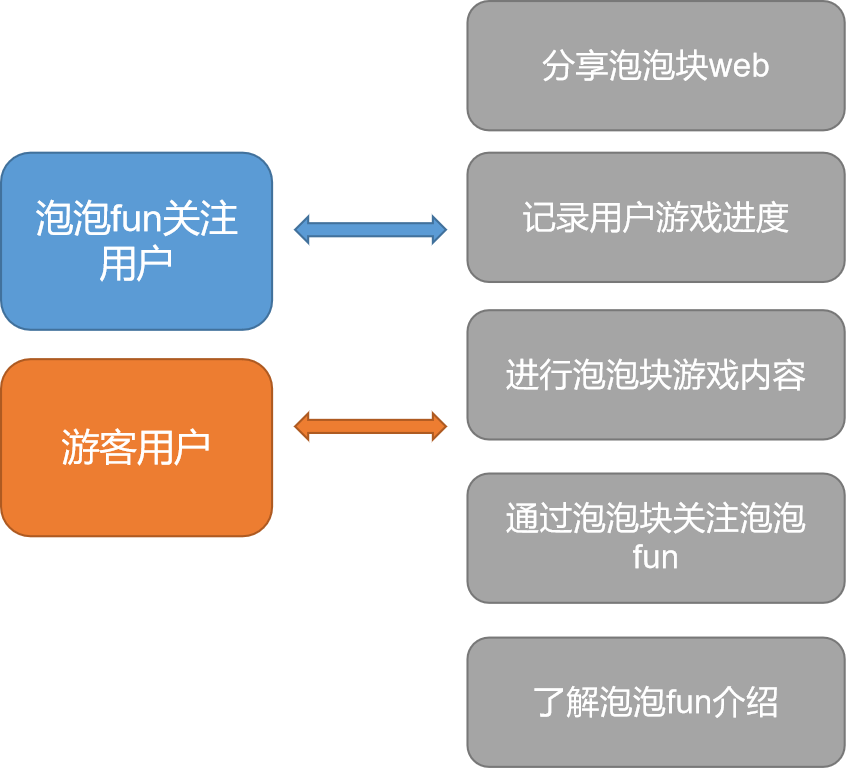 分享泡泡块web
泡泡fun关注
用户
记录用户游戏进度
进行泡泡块游戏内容
游客用户
通过泡泡块关注泡泡
fun
了解泡泡fun介绍